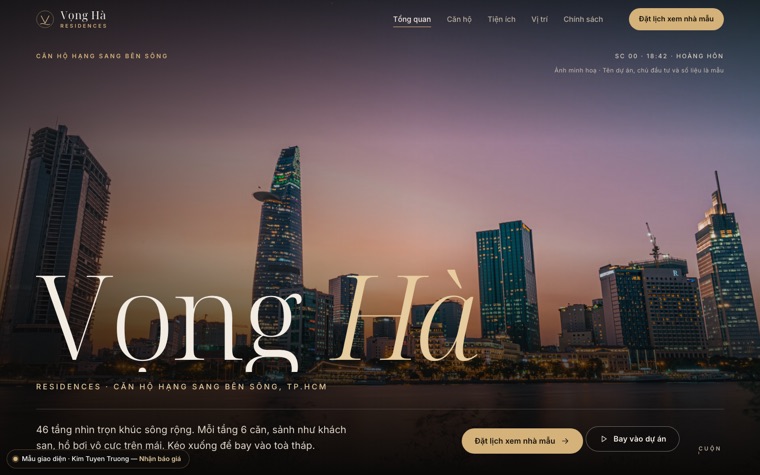 Vọng Hà
RESIDENCES
Tổng quan
Căn hộ
Tiện ích
Vị trí
Chính sách
Đặt lịch xem nhà mẫu
CĂN HỘ HẠNG SANG BÊN SÔNG
SC 00 · 18:42 · HOÀNG HÔN
Ảnh minh hoạ · Tên dự án, chủ đầu tư và số liệu là mẫu
Vọng Hà
RESIDENCES · CĂN HỘ HẠNG SANG BÊN SÔNG, TP.HCM
46 tầng nhìn trọn khúc sông rộng. Mỗi tầng 6 căn, sảnh như khách
sạn, hồ bơi vô cực trên mái. Kéo xuống để bay vào toà tháp.
Đặt lịch xem nhà mẫu →
Bay vào dự án
CUỘN
Mẫu giao diện · Kim Tuyen Truong — Nhận báo giá